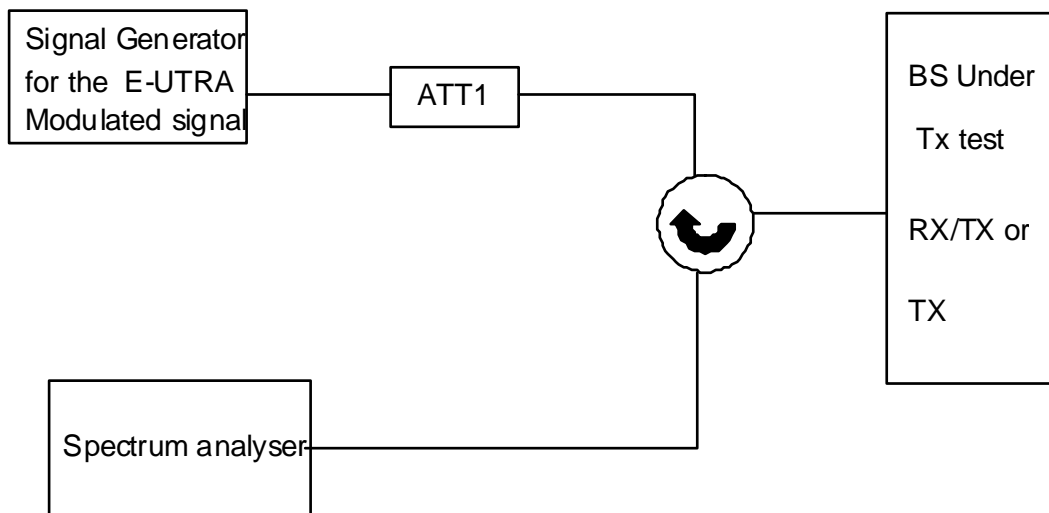 Signal Generator
for the E-UTRA
Modulated signal
ATT1
BS Under
Tx test
RX/TX or
TX
Spectrum analyser